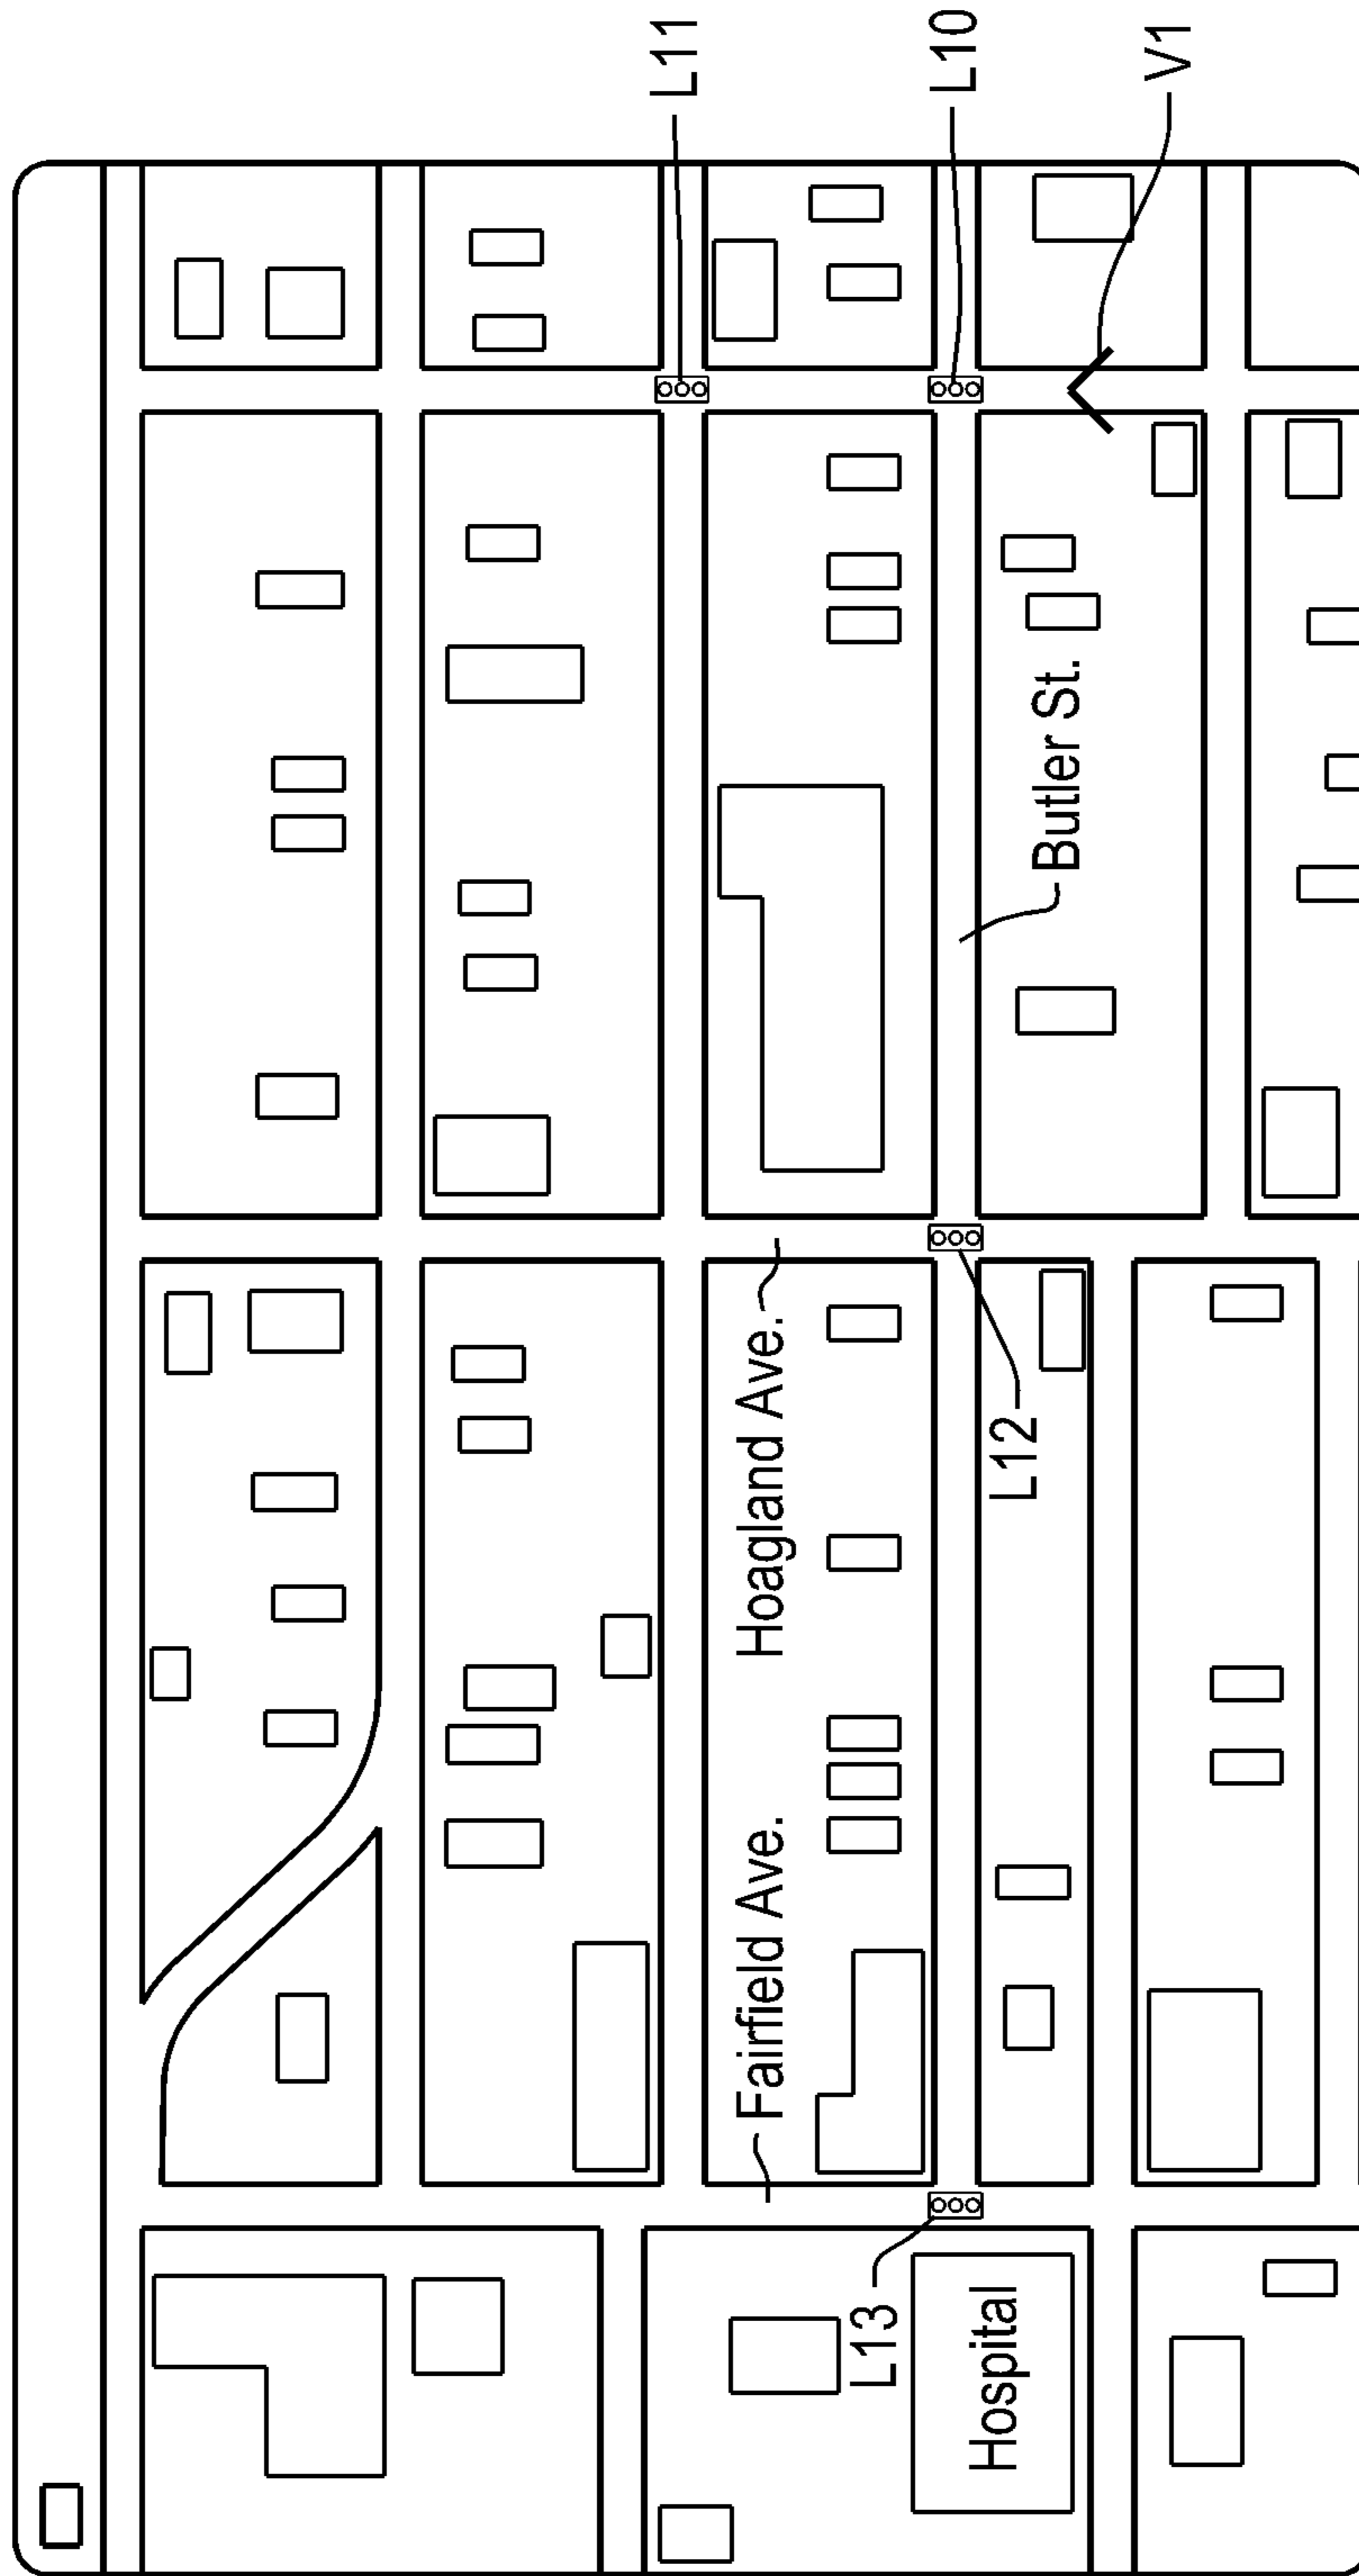 L11
L10
V1
Butler St.
Hoagland Ave.
L12
Fairfield Ave.
L13
Hospital